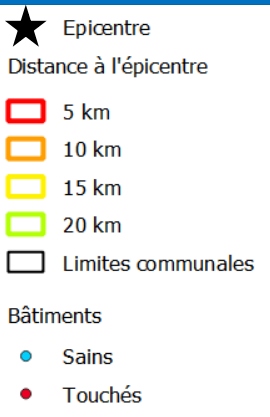 Epicentre
Distance à l'épicentre
5 km
10 km
15 km
20 km
Limites communales
Bâtiments
Sains
Touchés